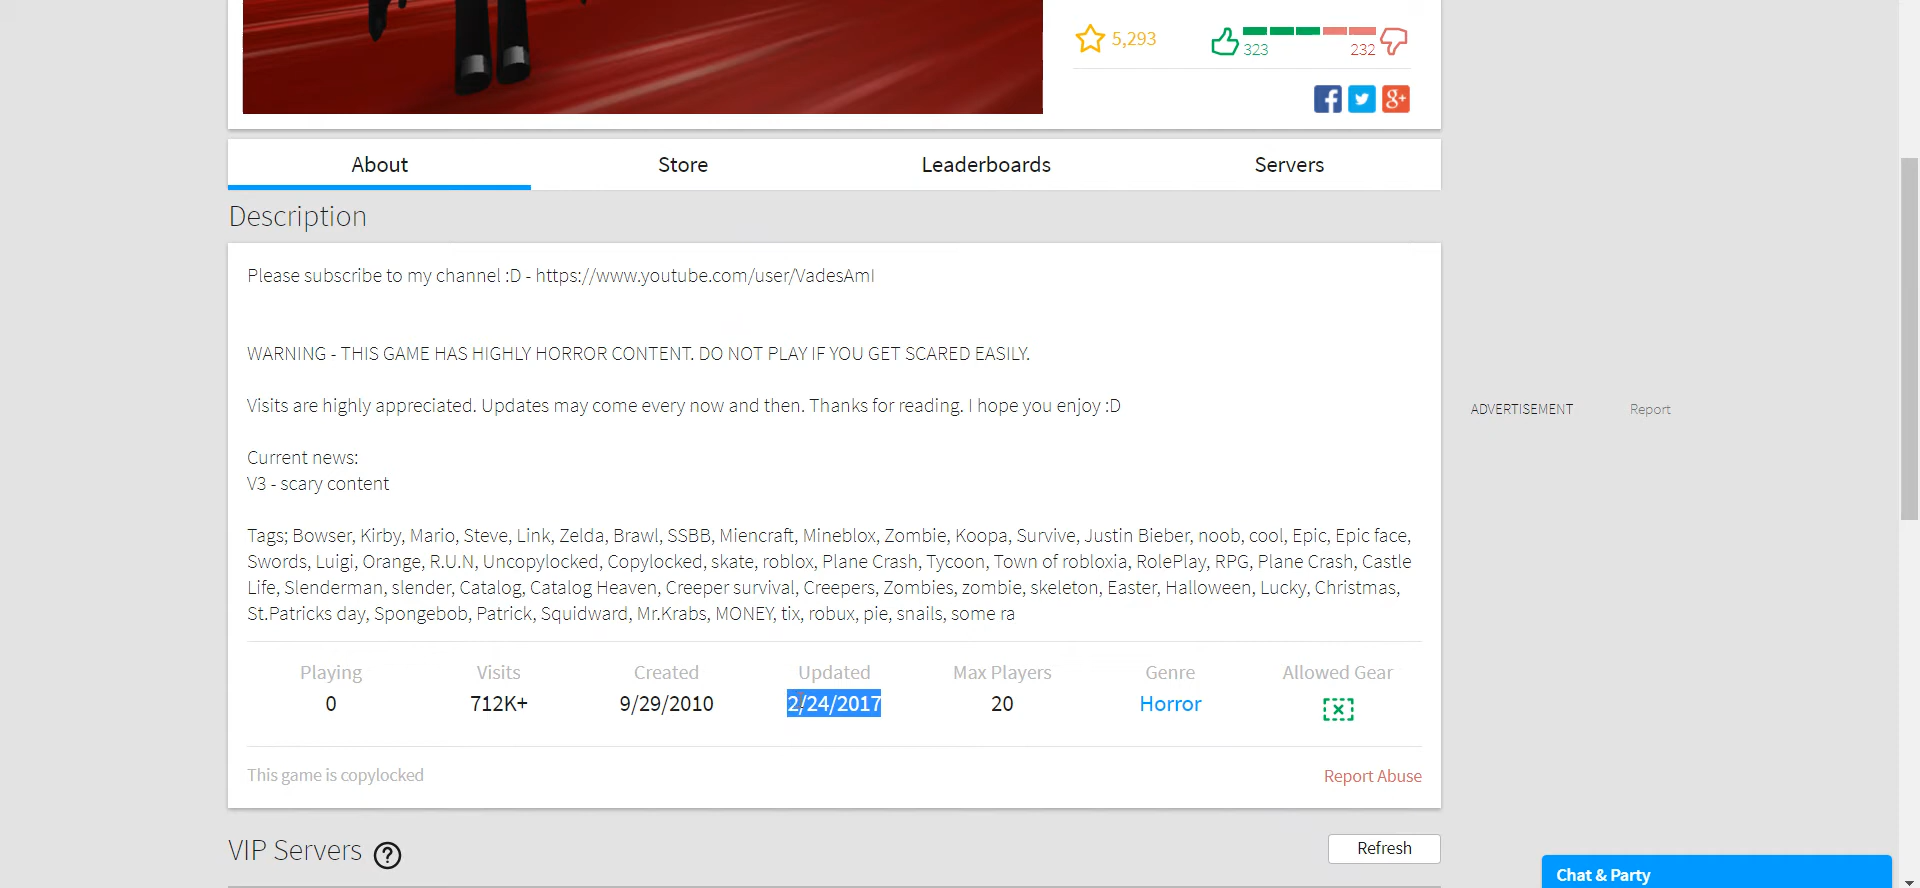 5,293
323
232
About
Store
Leaderboards
Servers
Description
Please subscribe to my channel :D - https://www.youtube.com/user/VadesAmI
WARNING - THIS GAME HAS HIGHLY HORROR CONTENT. DO NOT PLAY IF YOU GET SCARED EASILY.
Visits are highly appreciated. Updates may come every now and then. Thanks for reading. I hope you enjoy :D
ADVERTISEMENT
Report
Current news:
V3 - scary content
Tags; Bowser, Kirby, Mario, Steve, Link, Zelda, Brawl, SSBB, Miencraft, Mineblox, Zombie, Koopa, Survive, Justin Bieber, noob, cool, Epic, Epic face,
Swords, Luigi, Orange, R.U.N, Uncopylocked, Copylocked, skate, roblox, Plane Crash, Tycoon, Town of robloxia, RolePlay, RPG, Plane Crash, Castle
Life, Slenderman, slender, Catalog, Catalog Heaven, Creeper survival, Creepers, Zombies, zombie, skeleton, Easter, Halloween, Lucky, Christmas,
St.Patricks day, Spongebob, Patrick, Squidward, Mr.Krabs, MONEY, tix, robux, pie, snails, some ra
Playing
Visits
Created
Updated
Max Players
Genre
Allowed Gear
0
712K+
9/29/2010
2/24/2017
20
Horror
This game is copylocked
Report Abuse
VIP Servers
Refresh
Chat & Party